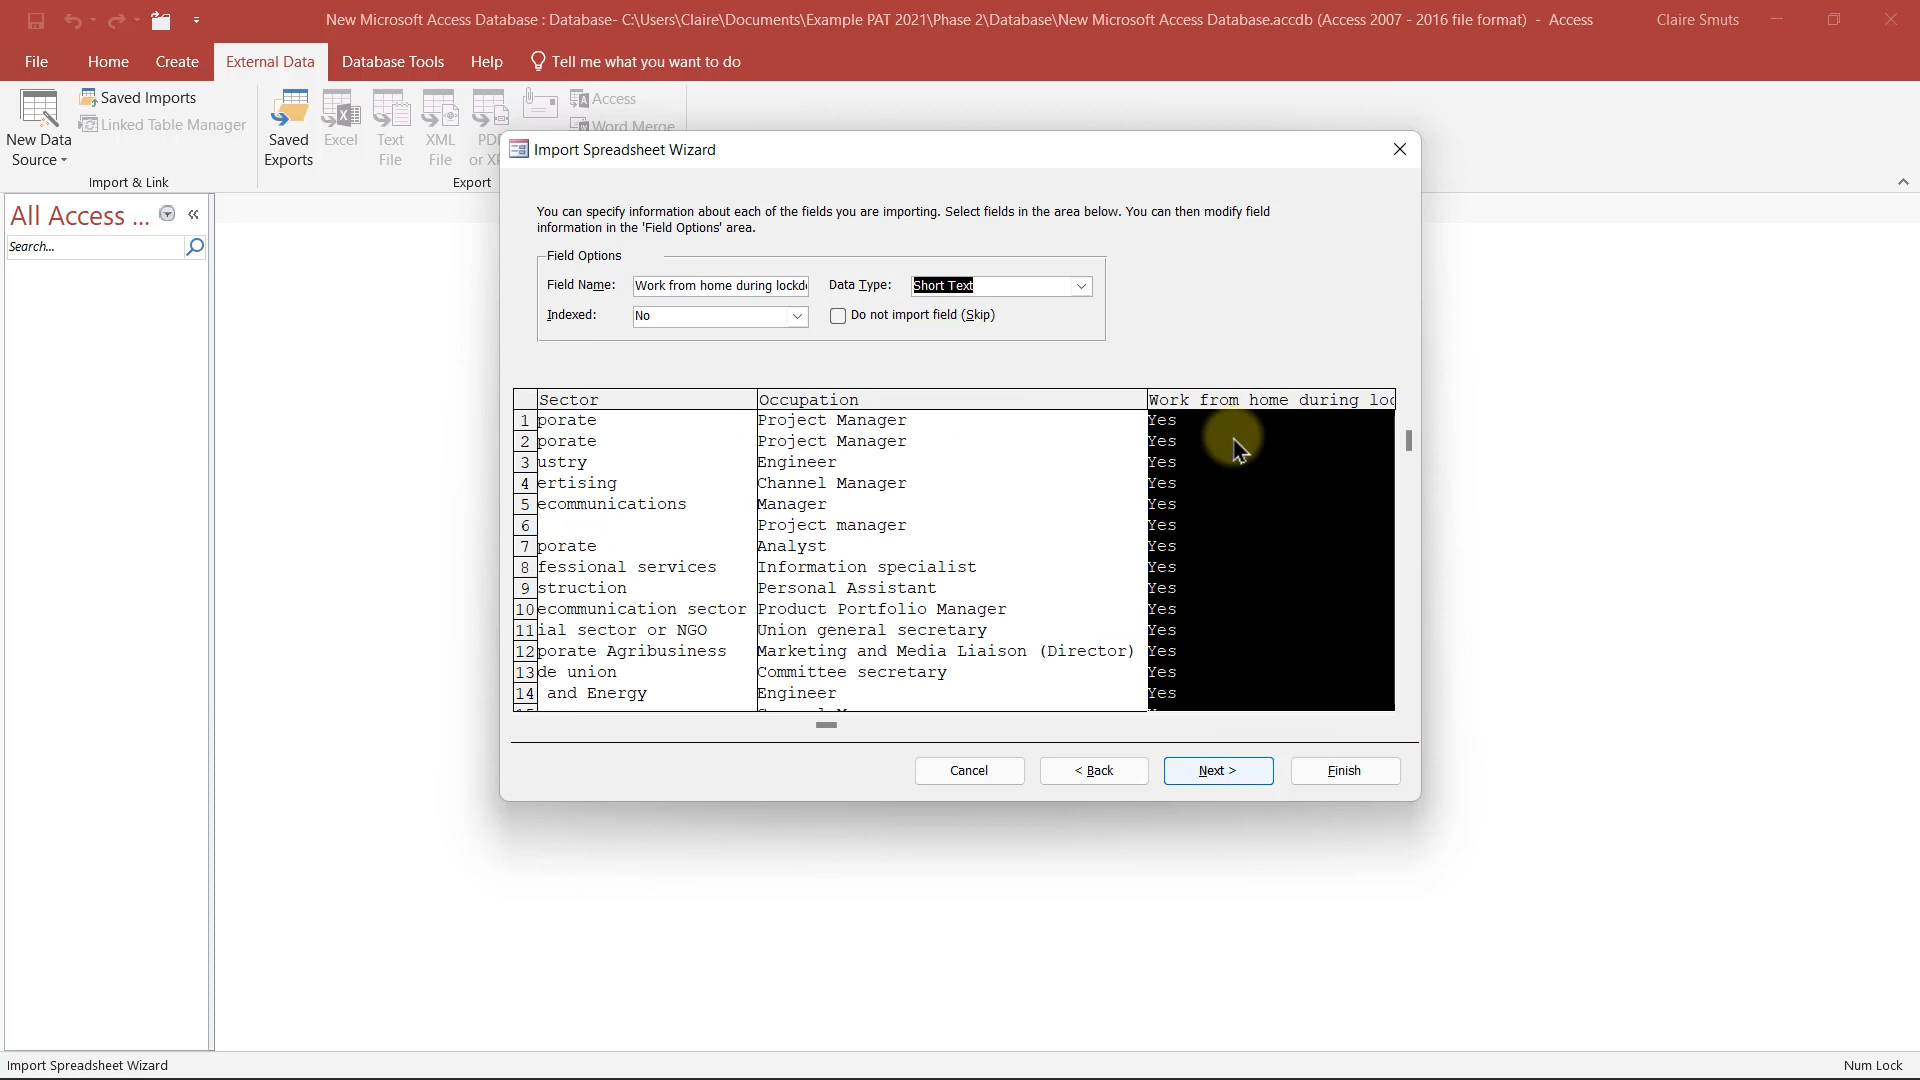 New Microsoft Access Database : Database- C:\Users\Claire\Documents\Example PAT 2021\Phase 2\Database\New Microsoft Access Database.accdb (Access 2007 - 2016 file format) - Access
Claire Smuts
File Home Create External Data Database Tools Help Tell me what you want to do
New Data Source
Saved Imports
Linked Table Manager
Import & Link
Saved Exports
Excel
Text File
XML File
PDF
or XP
Access
Word Merge
Export
All Access ...
Search...
Import Spreadsheet Wizard
You can specify information about each of the fields you are importing. Select fields in the area below. You can then modify field
information in the 'Field Options' area.
Field Options
Field Name: Work from home during lockd Data Type: Short Text
Indexed: No Do not import field (Skip)
Sector Occupation Work from home during loc
1 porate Project Manager Yes
2 porate Project Manager Yes
3 ustry Engineer Yes
4 ertising Channel Manager Yes
5 ecommunications Manager Yes
6 Project manager Yes
7 porate Analyst Yes
8 fessional services Information specialist Yes
9 struction Personal Assistant Yes
10 ecommunication sector Product Portfolio Manager Yes
11 ial sector or NGO Union general secretary Yes
12 porate Agribusiness Marketing and Media Liaison (Director) Yes
13 de union Committee secretary Yes
14 and Energy Engineer Yes
Cancel < Back Next > Finish
Import Spreadsheet Wizard
Num Lock